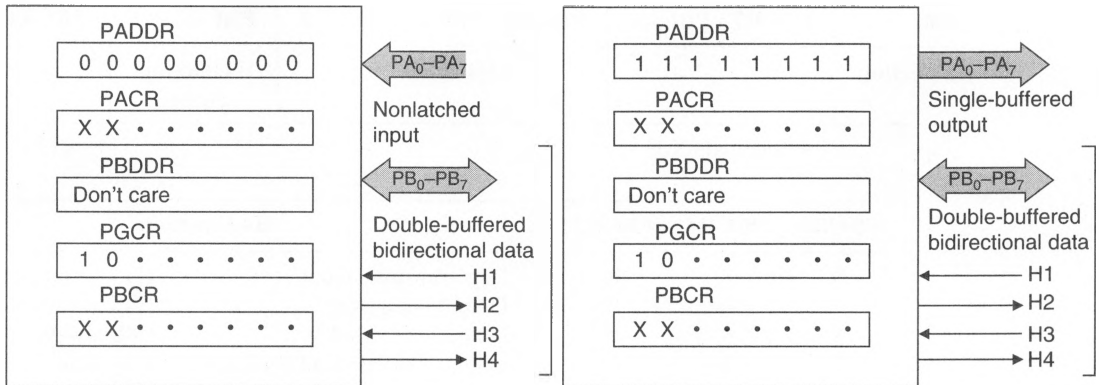 PADDR
0 0 0 0 0 0 0 0
PA₀–PA₇
PACR
Nonlatched
input
X X • • • • • •
PBDDR
Don't care
PB₀–PB₇
Double-buffered
bidirectional data
PGCR
1 0 • • • • • •
H1
PBCR
H2
X X • • • • • •
H3
H4
PADDR
1 1 1 1 1 1 1 1
PA₀–PA₇
PACR
Single-buffered
output
X X • • • • • •
PBDDR
Don't care
PB₀–PB₇
Double-buffered
bidirectional data
PGCR
1 0 • • • • • •
H1
PBCR
H2
X X • • • • • •
H3
H4